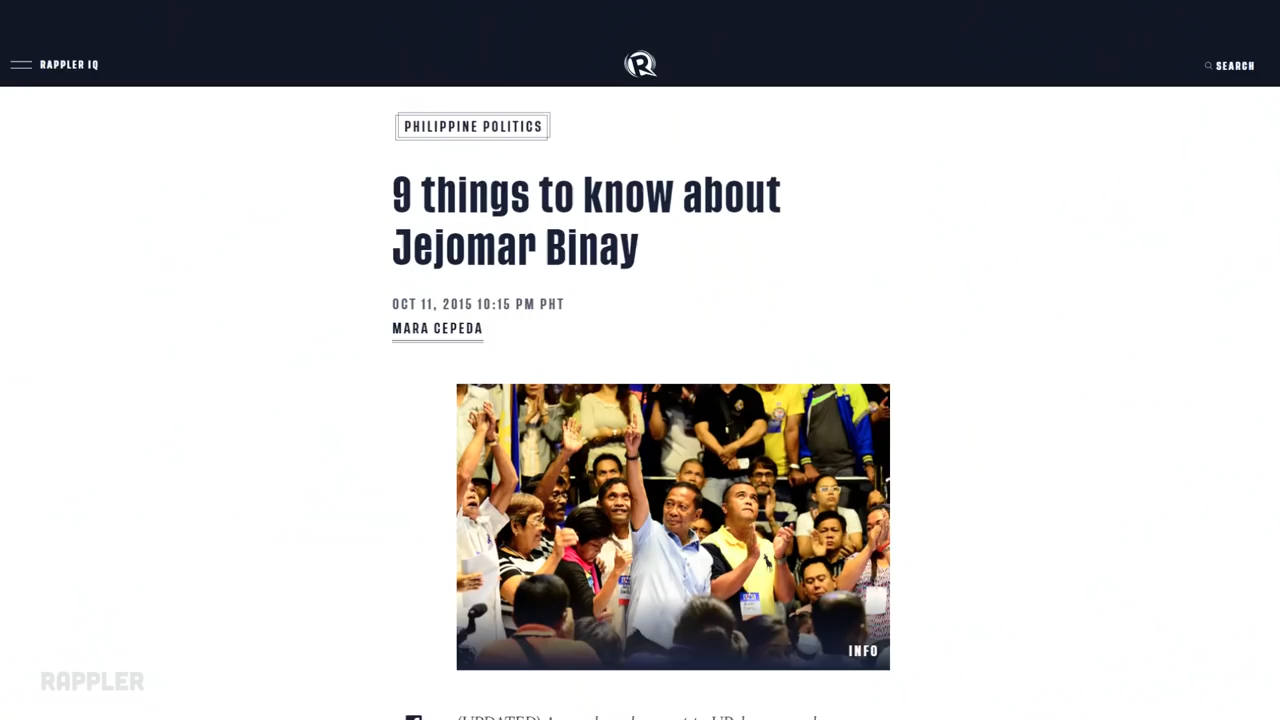 RAPPLER IQ
R
SEARCH
PHILIPPINE POLITICS
9 things to know about
Jejomar Binay
OCT 11, 2015 10:15 PM PHT
MARA CEPEDA
INFO
RAPPLER
(UPDATED)